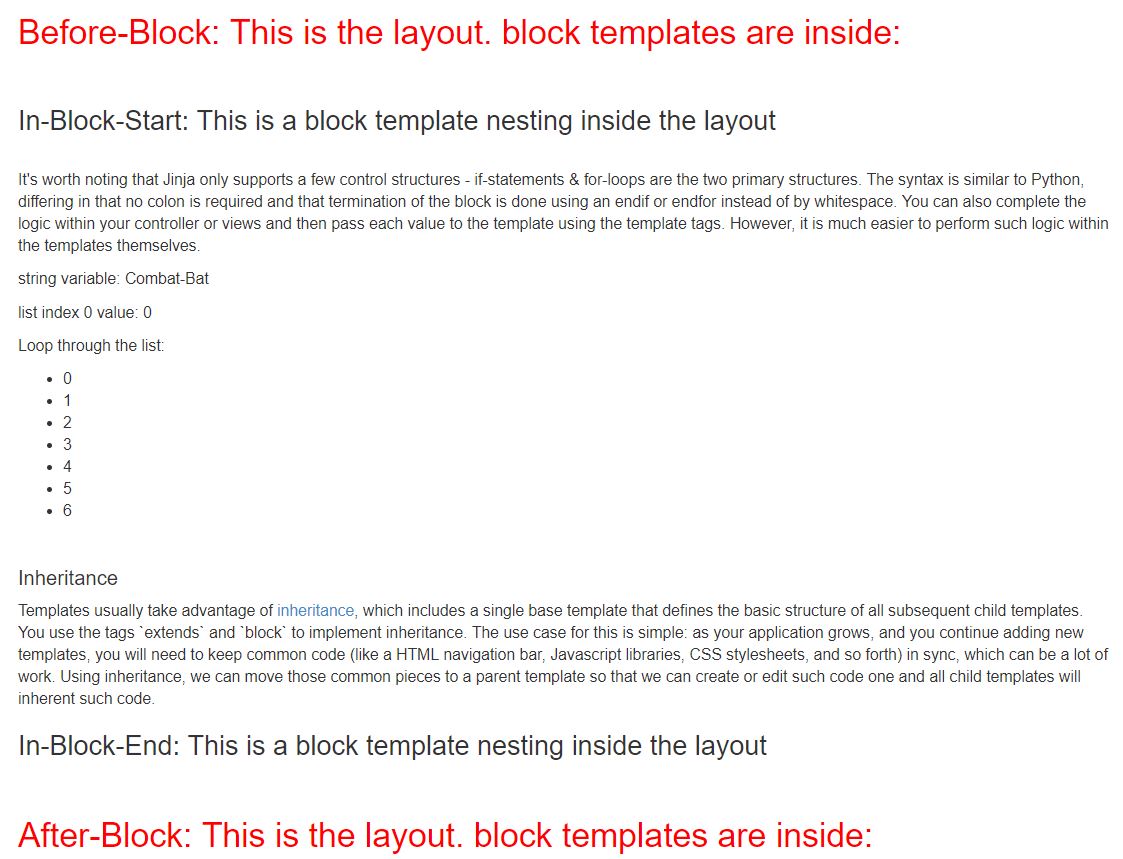 Before-Block: This is the layout. block templates are inside:
In-Block-Start: This is a block template nesting inside the layout
It's worth noting that Jinja only supports a few control structures - if-statements & for-loops are the two primary structures. The syntax is similar to Python,
differing in that no colon is required and that termination of the block is done using an endif or endfor instead of by whitespace. You can also complete the
logic within your controller or views and then pass each value to the template using the template tags. However, it is much easier to perform such logic within
the templates themselves.
string variable: Combat-Bat
list index 0 value: 0
Loop through the list:
• 0
• 1
• 2
• 3
• 4
• 5
• 6
Inheritance
Templates usually take advantage of inheritance, which includes a single base template that defines the basic structure of all subsequent child templates.
You use the tags `extends` and `block` to implement inheritance. The use case for this is simple: as your application grows, and you continue adding new
templates, you will need to keep common code (like a HTML navigation bar, Javascript libraries, CSS stylesheets, and so forth) in sync, which can be a lot of
work. Using inheritance, we can move those common pieces to a parent template so that we can create or edit such code one and all child templates will
inherent such code.
In-Block-End: This is a block template nesting inside the layout
After-Block: This is the layout. block templates are inside: